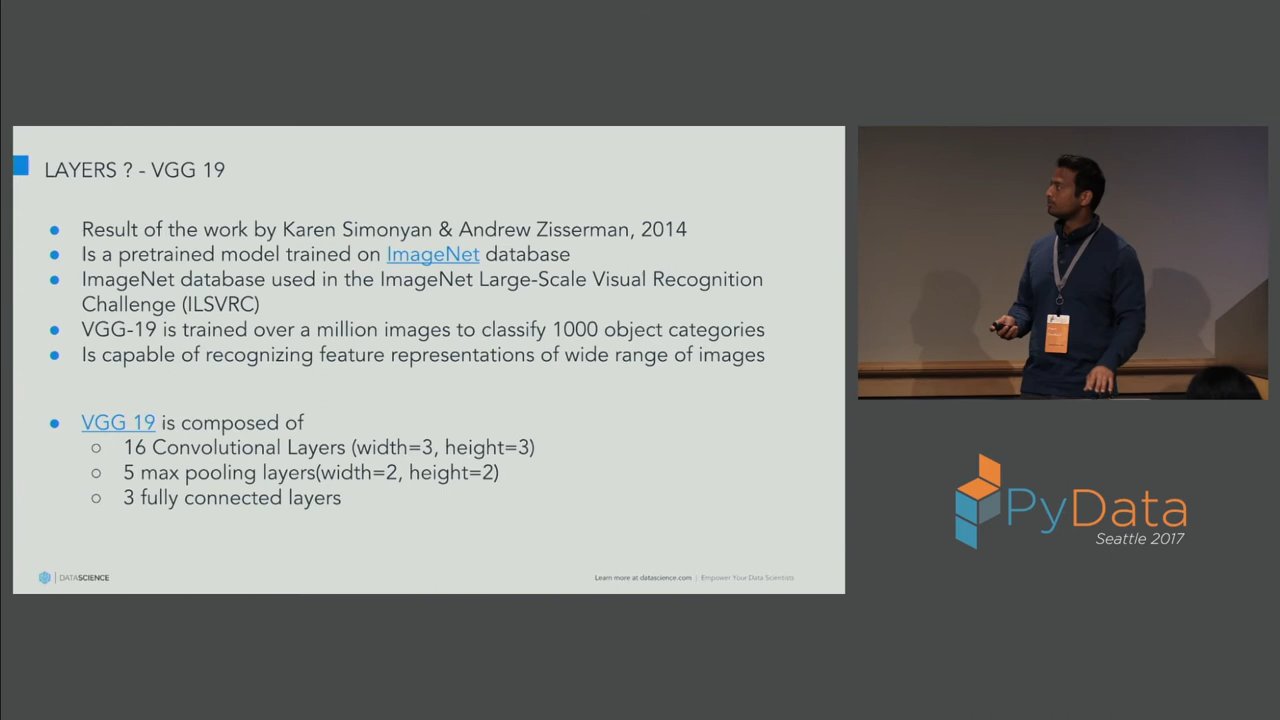 LAYERS ? - VGG 19
Result of the work by Karen Simonyan & Andrew Zisserman, 2014
Is a pretrained model trained on ImageNet database
ImageNet database used in the ImageNet Large-Scale Visual Recognition
Challenge (ILSVRC)
VGG-19 is trained over a million images to classify 1000 object categories
Is capable of recognizing feature representations of wide range of images
VGG 19 is composed of
16 Convolutional Layers (width=3, height=3)
5 max pooling layers(width=2, height=2)
3 fully connected layers
DATASCIENCE
Learn more at datascience.com | Empower Your Data Scientists
PyData
Seattle 2017